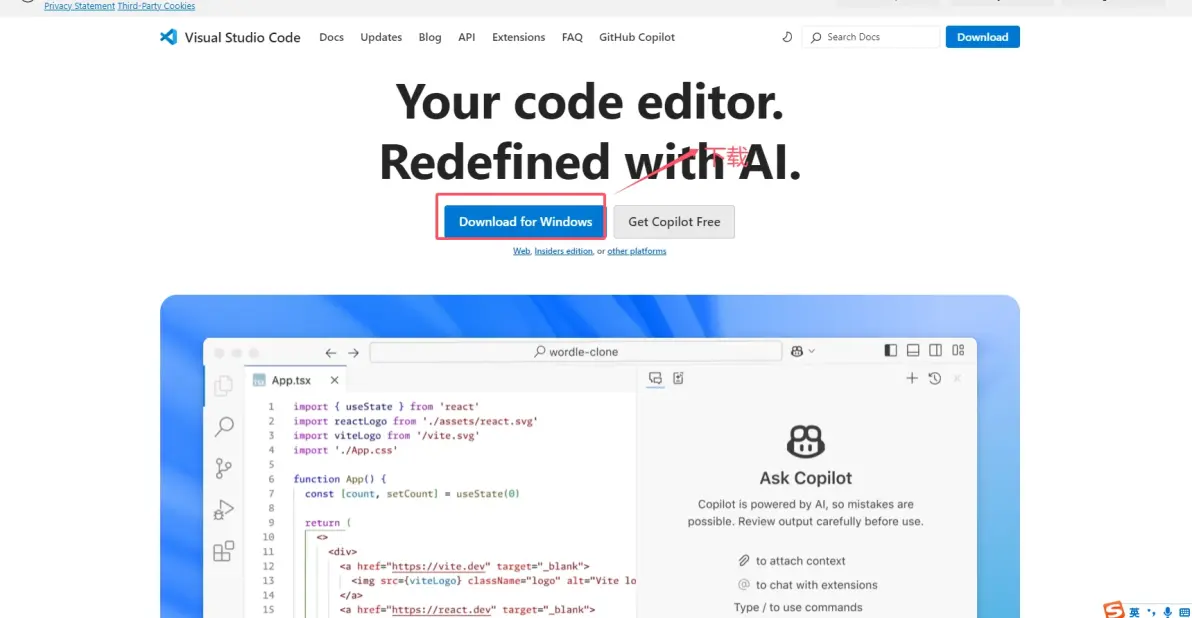 Privacy Statement Third-Party Cookies
Visual Studio Code Docs Updates Blog API Extensions FAQ GitHub Copilot Search Docs Download
Your code editor.
Redefined with AI.
下载
Download for Windows Get Copilot Free
Web, Insiders edition, or other platforms
wordle-clone
App.tsx
1 import { useState } from 'react'
2 import reactLogo from './assets/react.svg'
3 import viteLogo from '/vite.svg'
4 import './App.css'
5
6 function App() {
7 const [count, setCount] = useState(0)
8
9 return (
10 <>
11 <div>
12 <a href="https://vite.dev" target="_blank">
13 <img src={viteLogo} className="logo" alt="Vite lo
14 </a>
15 <a href="https://react.dev" target="_blank">
Ask Copilot
Copilot is powered by AI, so mistakes are
possible. Review output carefully before use.
to attach context
@ to chat with extensions
Type / to use commands
英